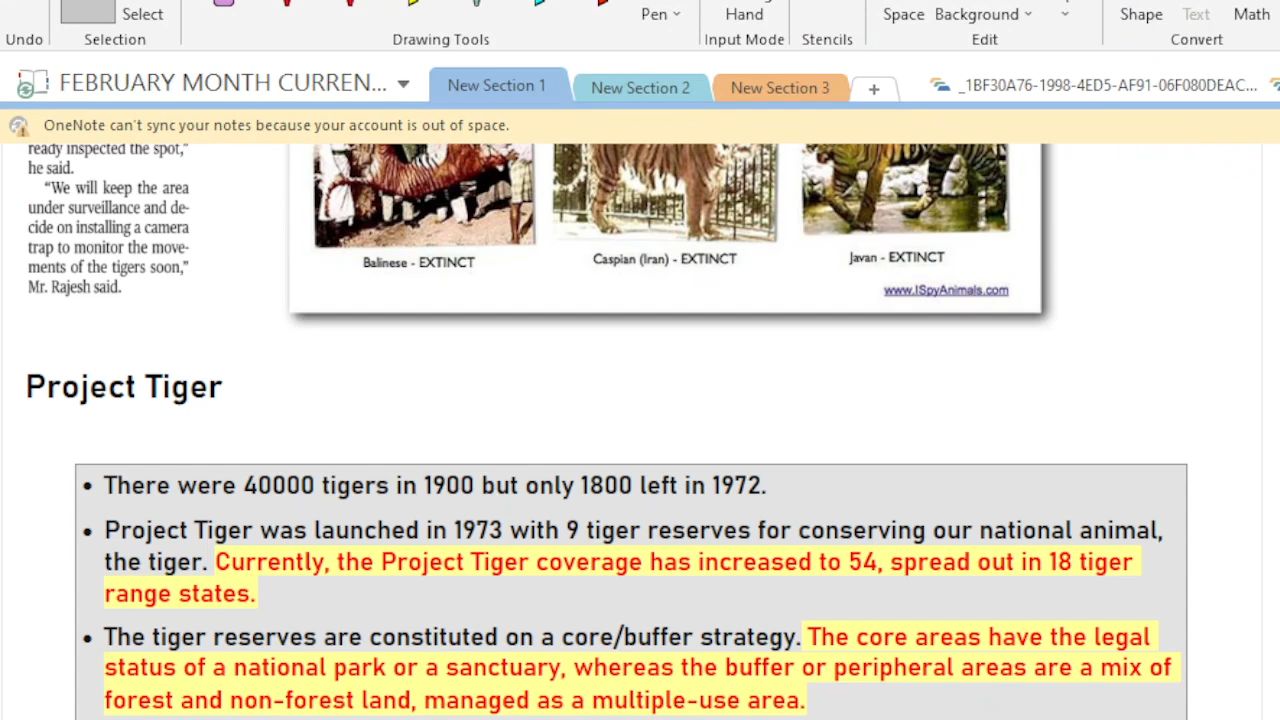 Select
Pen
Hand
Space Background
Shape Text Math
Undo
Selection
Drawing Tools
Input Mode
Stencils
Edit
Convert
FEBRUARY MONTH CURREN...
New Section 1
New Section 2
New Section 3
+
_1BF30A76-1998-4ED5-AF91-06F080DEAC...
OneNote can't sync your notes because your account is out of space.
ready inspected the spot,"
he said.
"We will keep the area
under surveillance and de-
cide on installing a camera
trap to monitor the move-
ments of the tigers soon,"
Mr. Rajesh said.
Balinese - EXTINCT
Caspian (Iran) - EXTINCT
Javan - EXTINCT
www.ISpyAnimals.com
Project Tiger
• There were 40000 tigers in 1900 but only 1800 left in 1972.
• Project Tiger was launched in 1973 with 9 tiger reserves for conserving our national animal,
the tiger. Currently, the Project Tiger coverage has increased to 54, spread out in 18 tiger
range states.
• The tiger reserves are constituted on a core/buffer strategy. The core areas have the legal
status of a national park or a sanctuary, whereas the buffer or peripheral areas are a mix of
forest and non-forest land, managed as a multiple-use area.